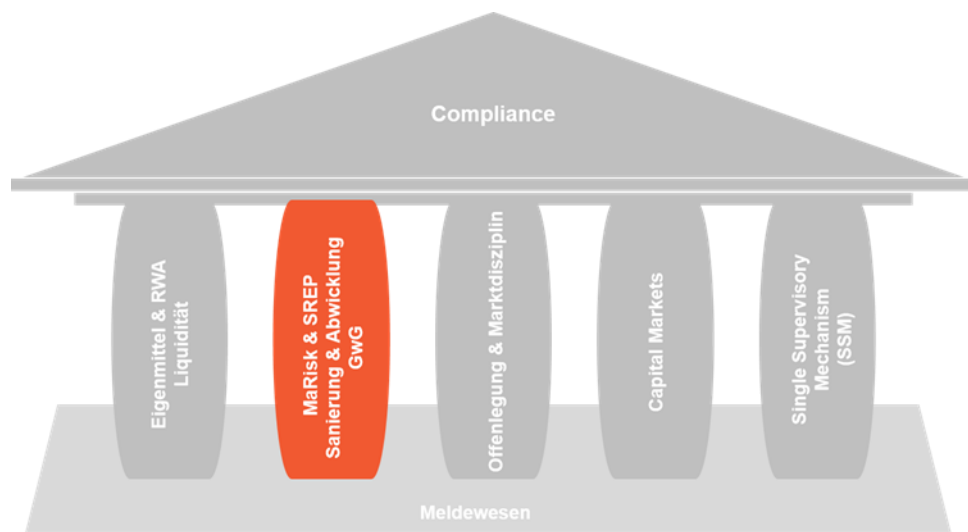 Compliance
Eigenmittel & RWA
Liquidität
MaRisk & SREP
Sanierung & Abwicklung
GwG
Offenlegung & Marktdisziplin
Capital Markets
Single Supervisory
Mechanism
(SSM)
Meldewesen